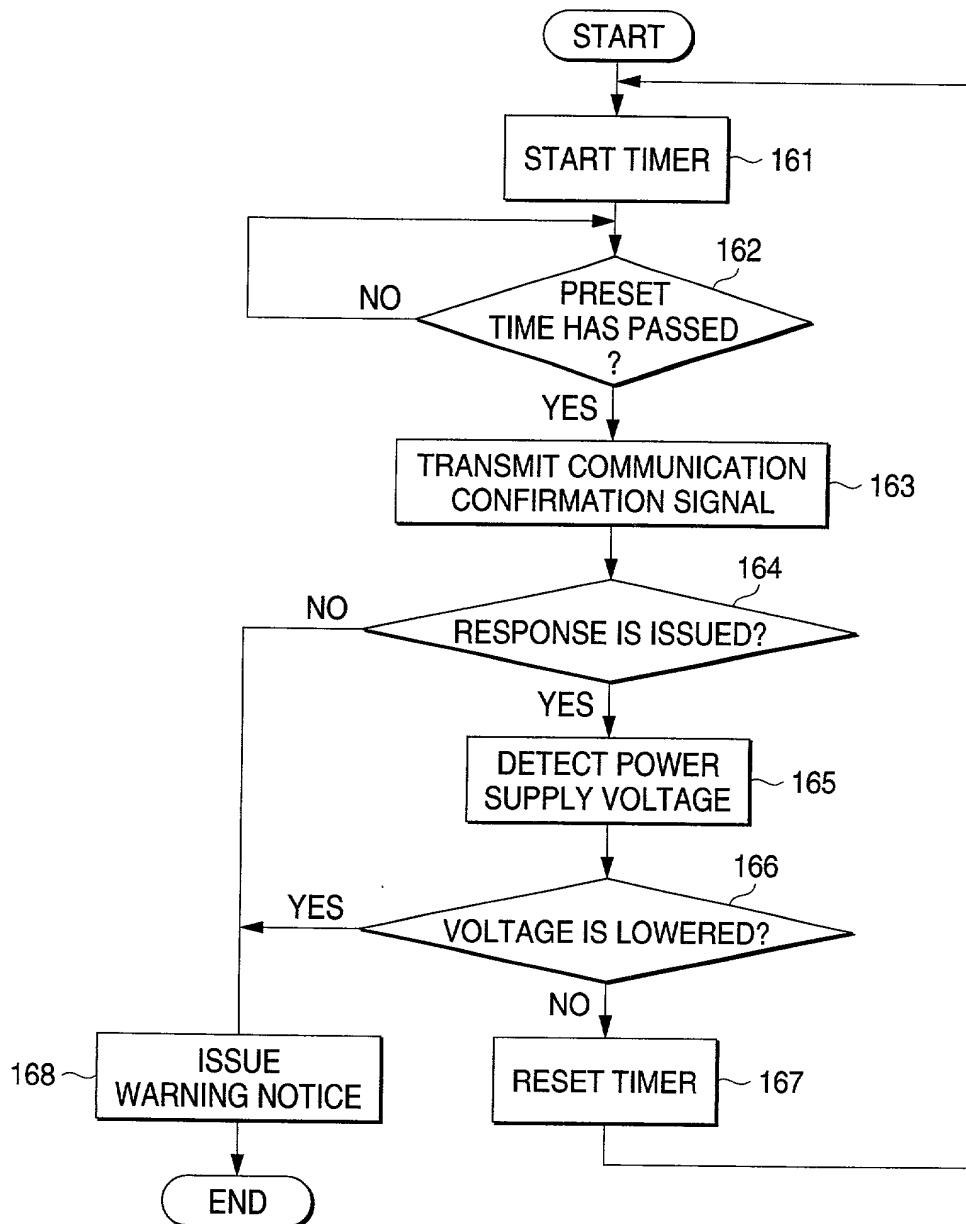 START
START TIMER
161
162
NO
PRESET
TIME HAS PASSED
?
YES
TRANSMIT COMMUNICATION
CONFIRMATION SIGNAL
163
164
NO
RESPONSE IS ISSUED?
YES
DETECT POWER
SUPPLY VOLTAGE
165
166
YES
VOLTAGE IS LOWERED?
NO
168
ISSUE
WARNING NOTICE
RESET TIMER
167
END